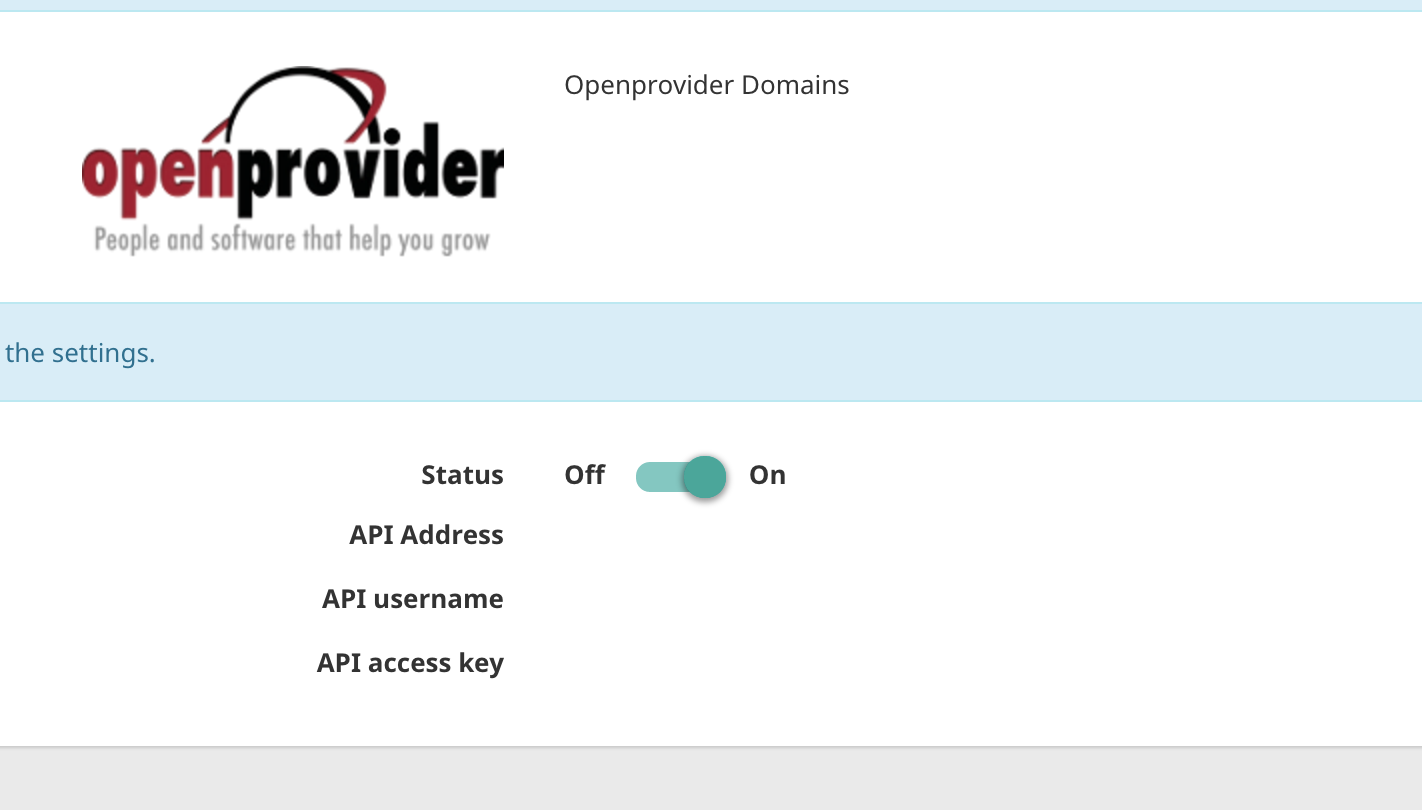 openprovider
People and software that help you grow
Openprovider Domains
the settings.
Status Off On
API Address
API username
API access key